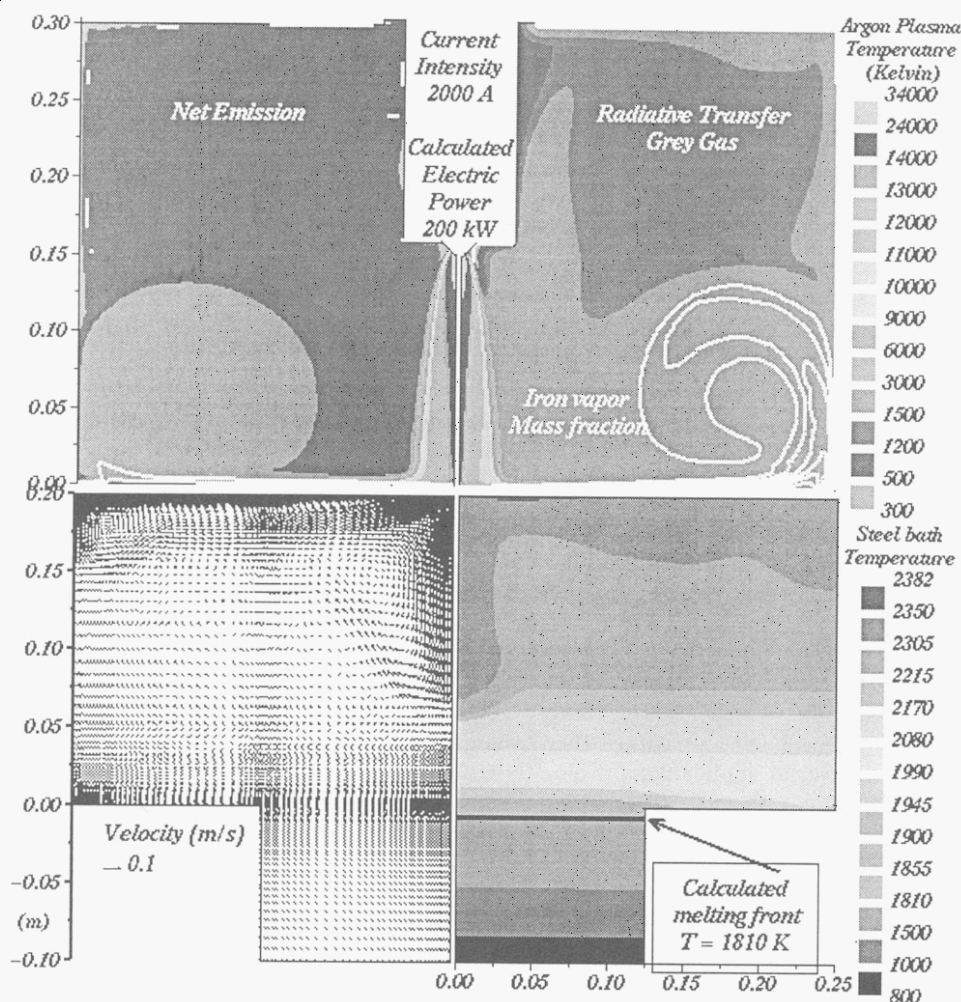 0.30
0.25
0.20
0.15
0.10
0.05
0.00
Net Emission
Current
Intensity
2000 A
Calculated
Electric
Power
200 kW
Radiative Transfer
Grey Gas
Iron vapor
Mass fraction
Argon Plasma
Temperature
(Kelvin)
34000
24000
14000
13000
12000
11000
10000
9000
6000
3000
1500
1200
500
300
0.20
0.15
0.10
0.05
0.00
-0.05
(m)
-0.10
Velocity (m/s)
0.1
Calculated
melting front
T = 1810 K
0.00 0.05 0.10 0.15 0.20 0.25
Steel bath
Temperature
2382
2350
2305
2215
2170
2080
1990
1945
1900
1855
1810
1500
1000
800